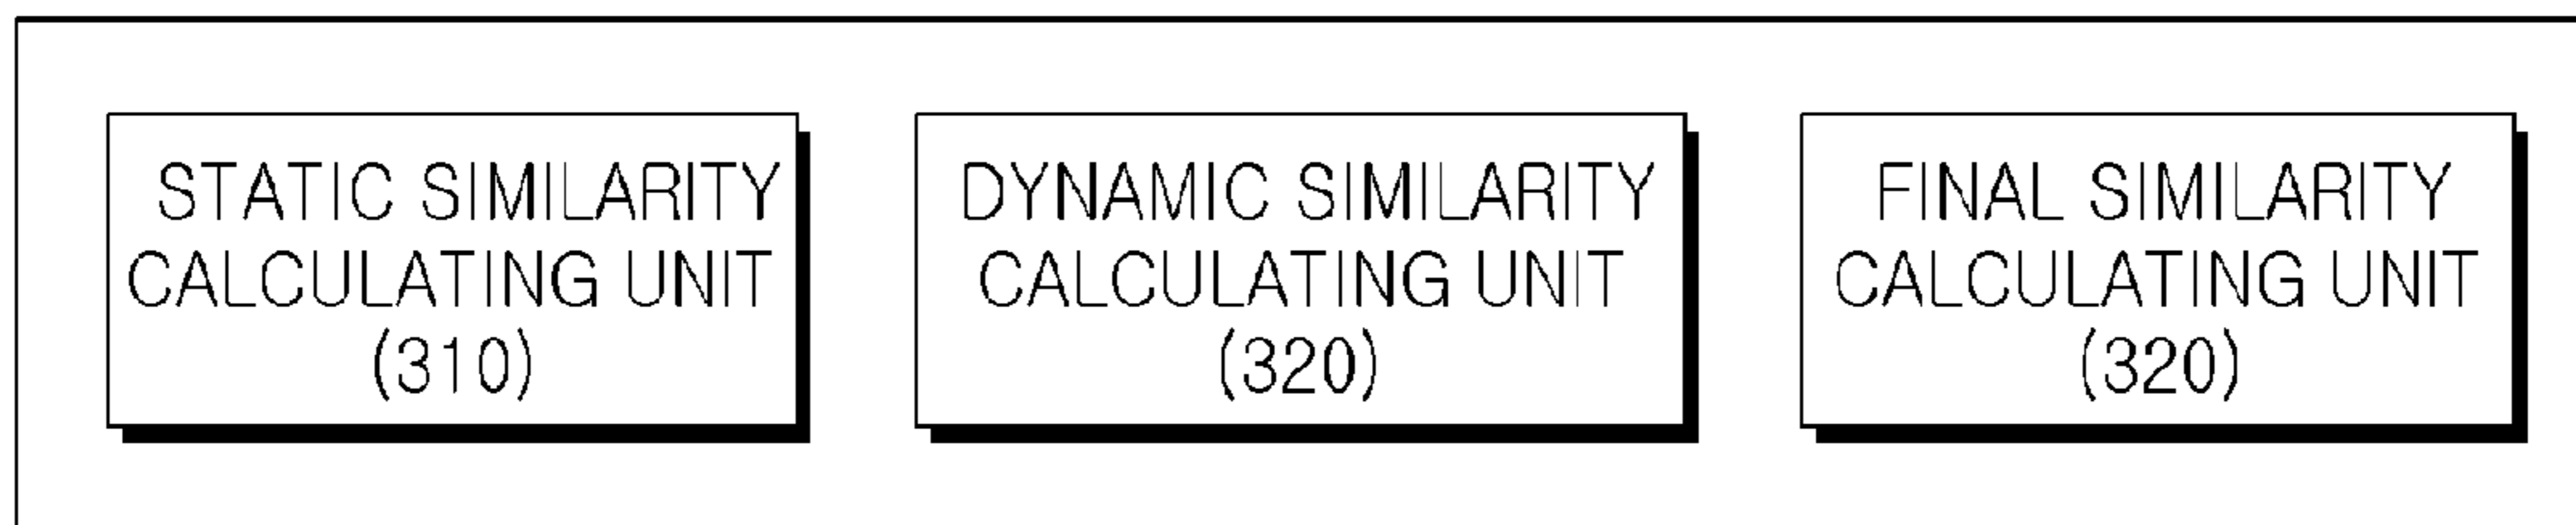 STATIC SIMILARITY
CALCULATING UNIT
(310)
DYNAMIC SIMILARITY
CALCULATING UNIT
(320)
FINAL SIMILARITY
CALCULATING UNIT
(320)